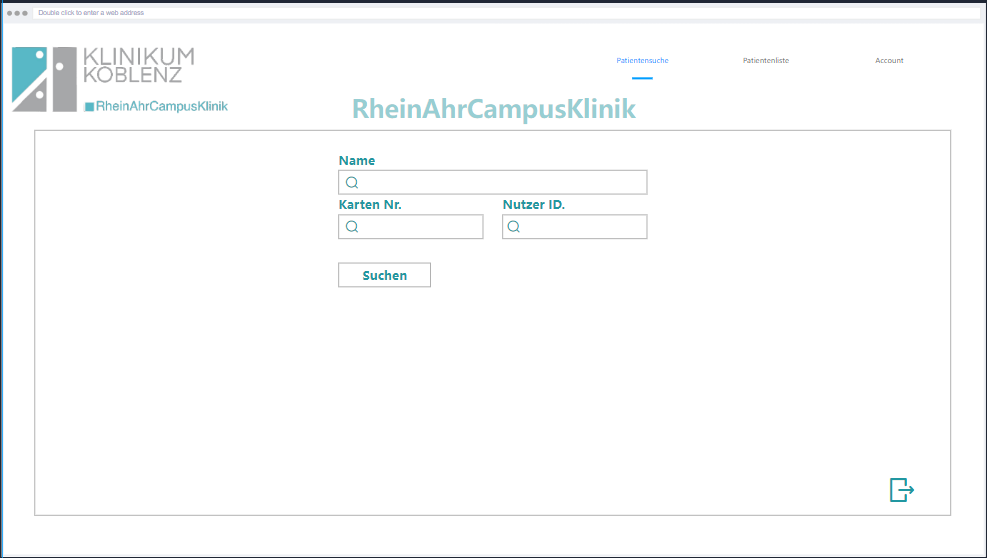 Double click to enter a web address
KLINIKUM
KOBLENZ
RheinAhrCampusKlinik
Patientensuche
Patientenliste
Account
RheinAhrCampusKlinik
Name
Karten Nr.
Nutzer ID.
Suchen